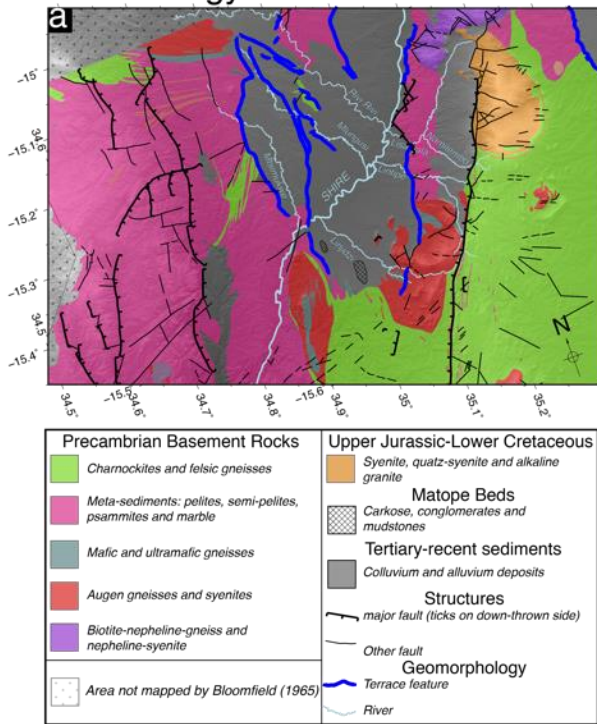 a
-15°
34.6
-15.1°
-15.2°
-15.3°
34.5
-15.4°
SHIRE
N
34.5°
-15.5
34.6°
34.7°
34.8°
-15.6
34.9°
35°
35.1°
35.2°
Precambrian Basement Rocks
Charnockites and felsic gneisses
Meta-sediments: pelites, semi-pelites,
psammites and marble
Mafic and ultramafic gneisses
Augen gneisses and syenites
Biotite-nepheline-gneiss and
nepheline-syenite
Area not mapped by Bloomfield (1965)
Upper Jurassic-Lower Cretaceous
Syenite, quatz-syenite and alkaline
granite
Matope Beds
Carkose, conglomerates and
mudstones
Tertiary-recent sediments
Colluvium and alluvium deposits
Structures
major fault (ticks on down-thrown side)
Other fault
Geomorphology
Terrace feature
River